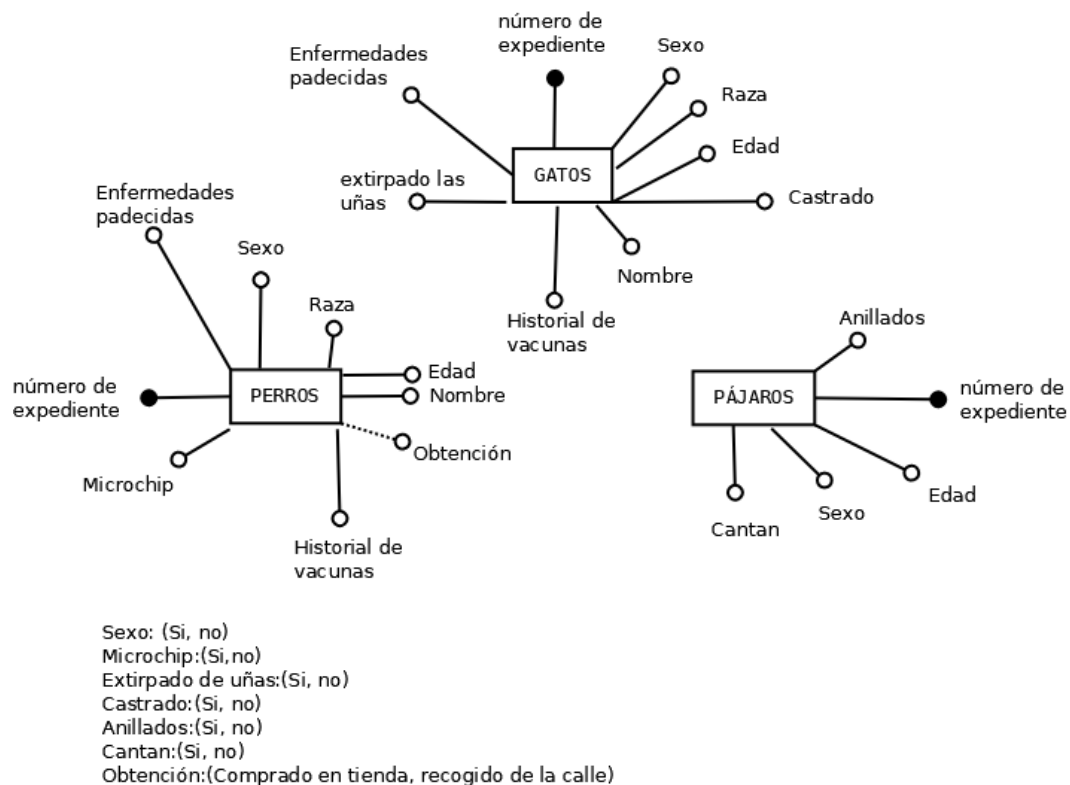 número de
expediente
Sexo
Enfermedades
padecidas
Raza
Edad
GATOS
extirpado las
uñas
Castrado
Nombre
Historial de
vacunas
Enfermedades
padecidas
Sexo
Raza
Edad
número de
expediente
PERROS
Nombre
Obtención
Microchip
Historial de
vacunas
Anillados
PÁJAROS
número de
expediente
Edad
Sexo
Cantan
Sexo: (Si, no)
Microchip:(Si,no)
Extirpado de uñas:(Si, no)
Castrado:(Si, no)
Anillados:(Si, no)
Cantan:(Si, no)
Obtención:(Comprado en tienda, recogido de la calle)